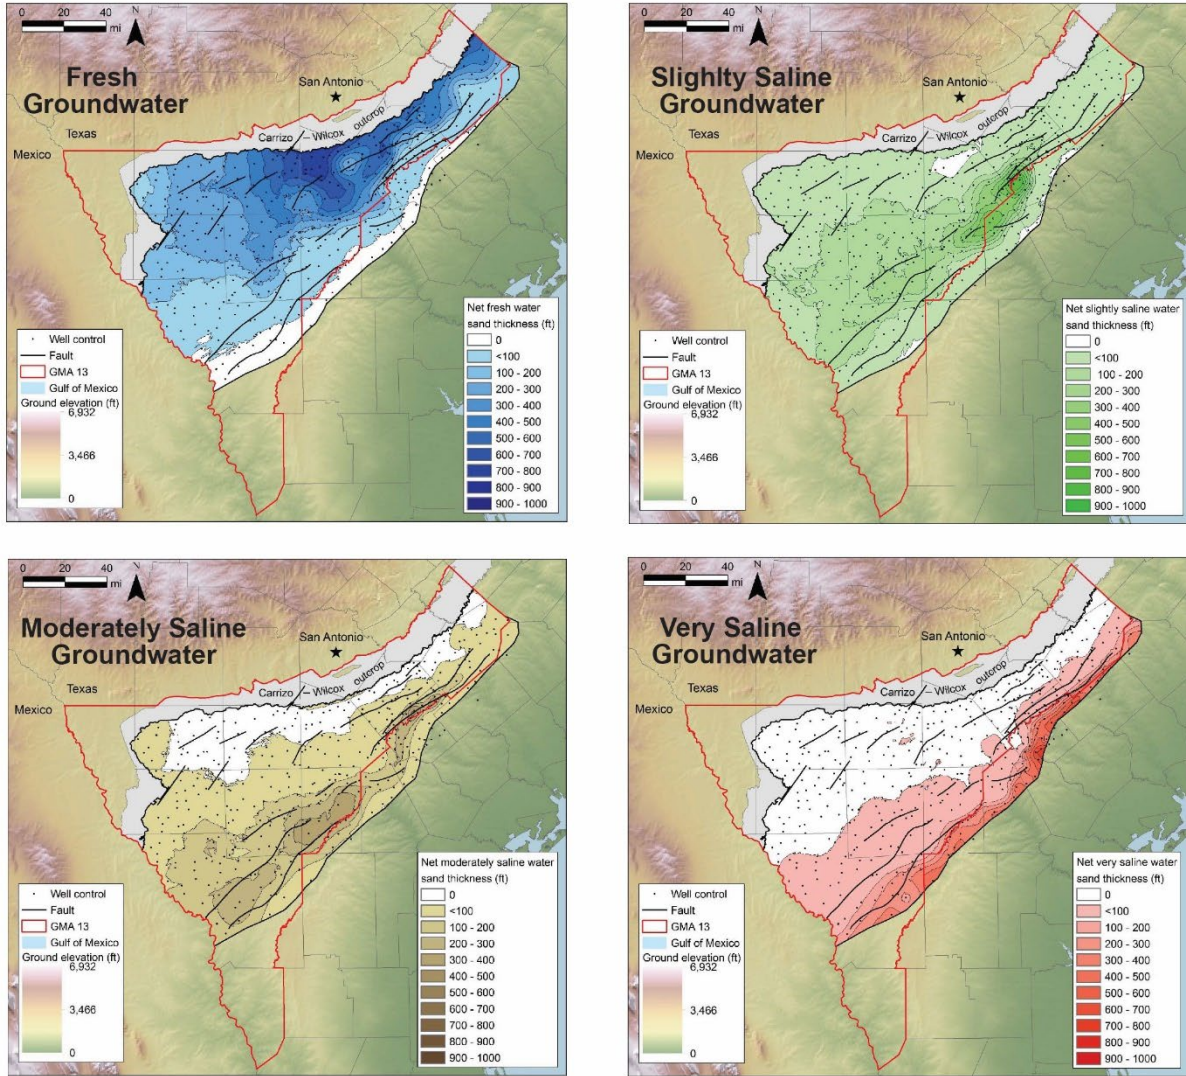 0 20 40
mi
N
Fresh
Groundwater
San Antonio
Texas
Mexico
Carrizo
Wilcox
outcrop
Well control
Fault
GMA 13
Gulf of Mexico
Ground elevation (ft)
6,932
3,466
0
Net fresh water
sand thickness (ft)
0
<100
100 - 200
200 - 300
300 - 400
400 - 500
500 - 600
600 - 700
700 - 800
800 - 900
900 - 1000
0 20 40
mi
N
Slighlty Saline
Groundwater
San Antonio
Texas
Mexico
Carrizo
Wilcox
outcrop
Well control
Fault
GMA 13
Gulf of Mexico
Ground elevation (ft)
6,932
3,466
0
Net slightly saline water
sand thickness (ft)
0
<100
100 - 200
200 - 300
300 - 400
400 - 500
500 - 600
600 - 700
700 - 800
800 - 900
900 - 1000
0 20 40
mi
N
Moderately Saline
Groundwater
San Antonio
Texas
Mexico
Carrizo
Wilcox
outcrop
Well control
Fault
GMA 13
Gulf of Mexico
Ground elevation (ft)
6,932
3,466
0
Net moderately saline water
sand thickness (ft)
0
<100
100 - 200
200 - 300
300 - 400
400 - 500
500 - 600
600 - 700
700 - 800
800 - 900
900 - 1000
0 20 40
mi
N
Very Saline
Groundwater
San Antonio
Texas
Mexico
Carrizo
Wilcox
outcrop
Well control
Fault
GMA 13
Gulf of Mexico
Ground elevation (ft)
6,932
3,466
0
Net very saline water
sand thickness (ft)
0
<100
100 - 200
200 - 300
300 - 400
400 - 500
500 - 600
600 - 700
700 - 800
800 - 900
900 - 1000